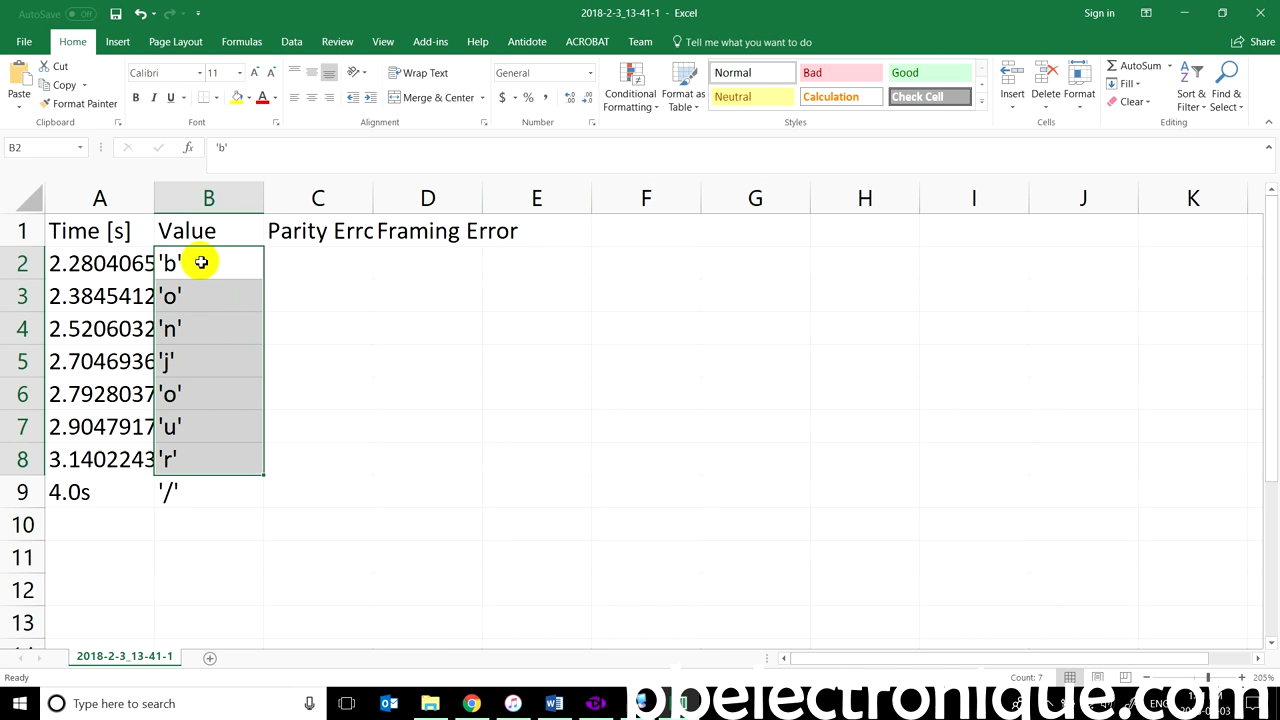 AutoSave Off
2018-2-3_13-41-1 - Excel
Sign in
File Home Insert Page Layout Formulas Data Review View Add-ins Help Antidote ACROBAT Team Tell me what you want to do Share
Paste
Cut
Copy
Format Painter
Clipboard
Calibri 11
B I U
Font
Wrap Text
Merge & Center
Alignment
General
$ % ,
Number
Conditional Formatting
Format as Table
Normal Bad Good
Neutral Calculation Check Cell
Styles
Insert Delete Format
Cells
AutoSum
Fill
Clear
Sort & Filter
Find & Select
Editing
B2 fx 'b'
A B C D E F G H I J K
1 Time [s] Value Parity Errc Framing Error
2 2.2804065 'b'
3 2.3845412 'o'
4 2.5206032 'n'
5 2.7046936 'j'
6 2.7928037 'o'
7 2.9047917 'u'
8 3.1402243 'r'
9 4.0s '/'
10
11
12
13
2018-2-3_13-41-1
Ready
Count: 7
205%
Type here to search
ENG
bpelectronique.com